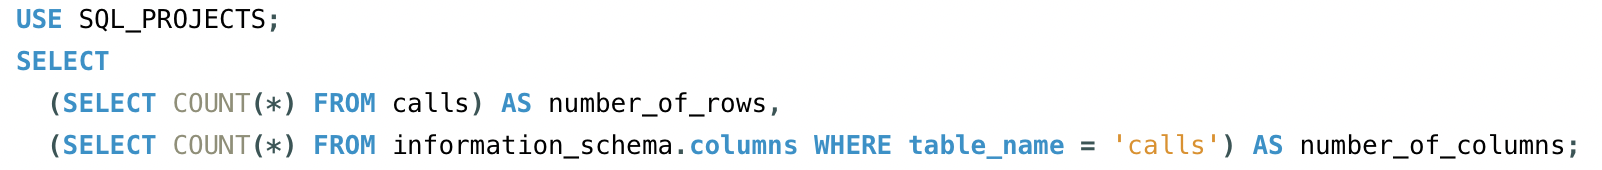 USE SQL_PROJECTS;
SELECT
(SELECT COUNT(*) FROM calls) AS number_of_rows,
(SELECT COUNT(*) FROM information_schema.columns WHERE table_name = 'calls') AS number_of_columns;